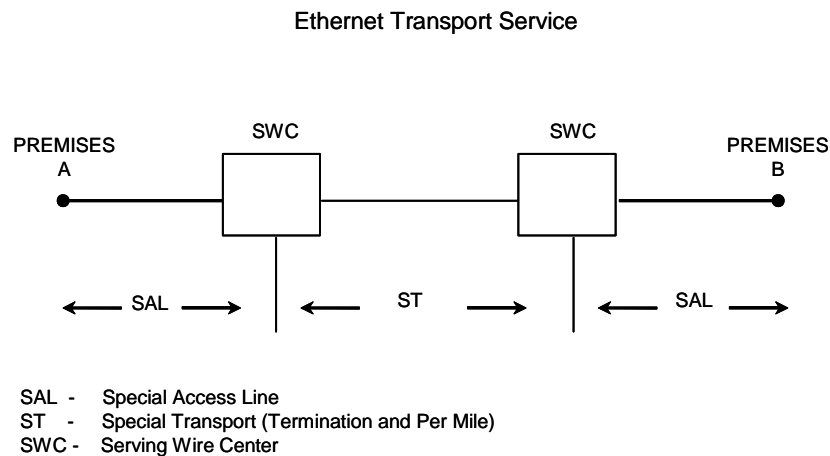 Ethernet Transport Service
SWC
SWC
PREMISES
A
PREMISES
B
SAL
ST
SAL
SAL - Special Access Line
ST - Special Transport (Termination and Per Mile)
SWC - Serving Wire Center